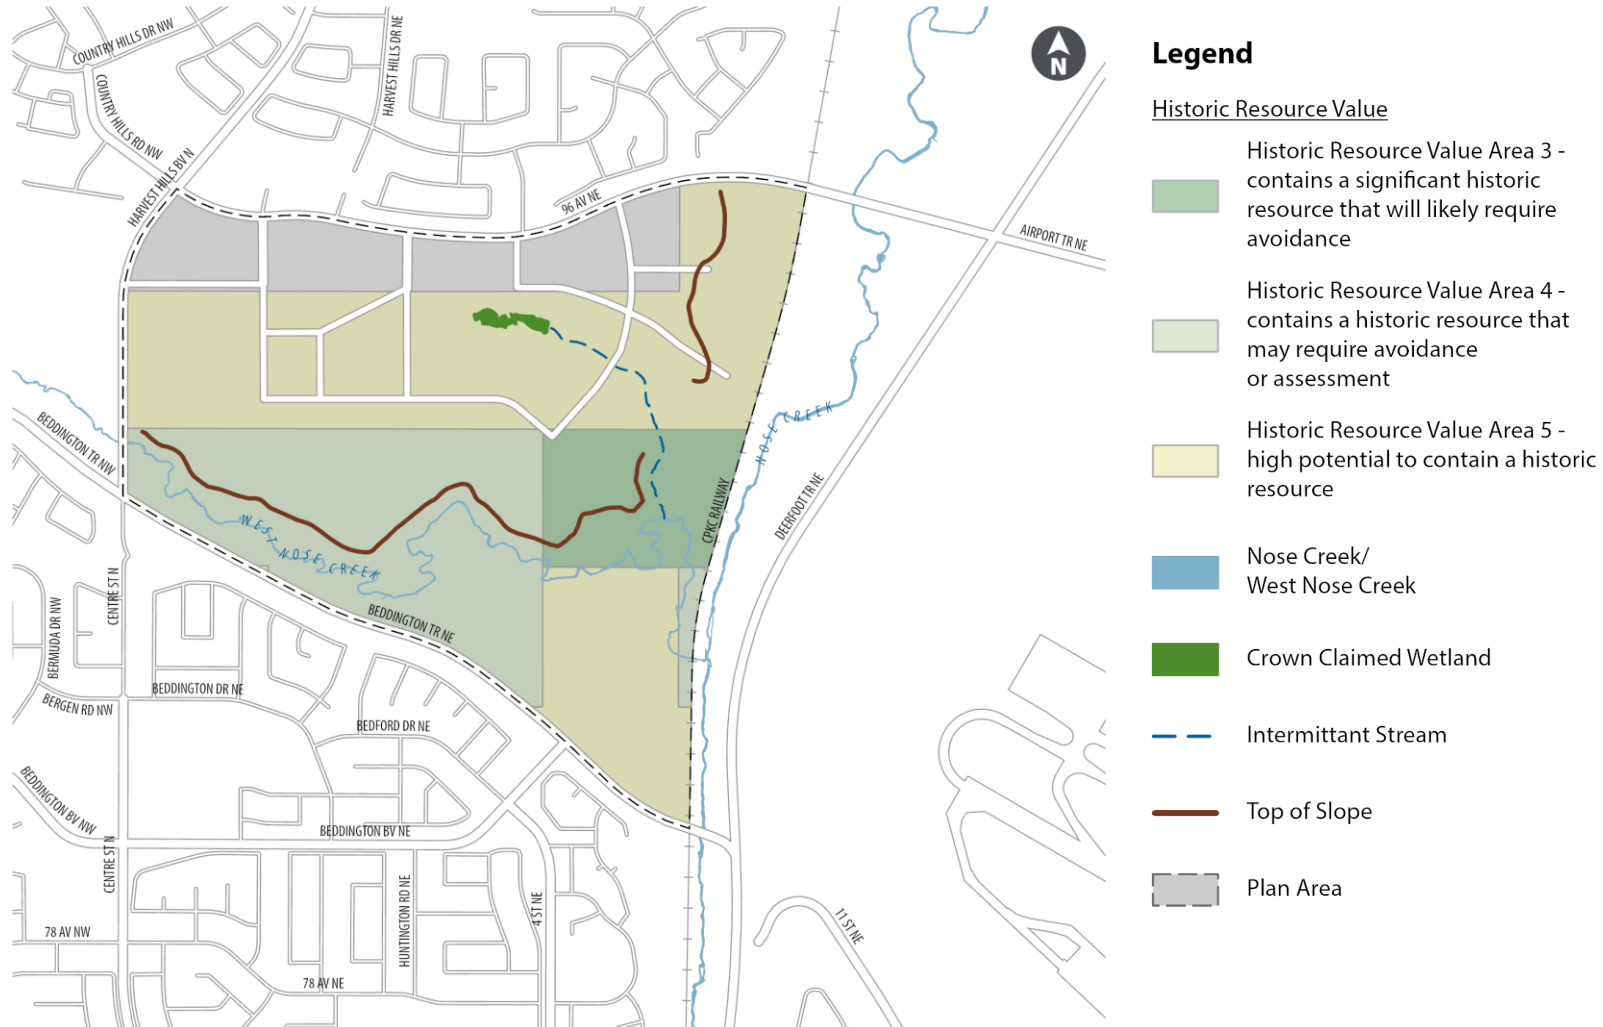 COUNTRY HILLS DR NW
HARVEST HILLS DR NE
COUNTRY HILLS RD NW
HARVEST HILLS BV N
96 AV NE
AIRPORT TR NE
N
BEDDINGTON TR NW
NOSE CREEK
CPKC RAILWAY
DEERFOOT TR NE
WEST NOSE CREEK
BEDDINGTON TR NE
CENTRE ST N
BERMUDA DR NW
BERGEN RD NW
BEDDINGTON DR NE
BEDFORD DR NE
BEDDINGTON BV NW
BEDDINGTON BV NE
CENTRE ST N
HUNTINGTON RD NE
4 ST NE
11 ST NE
78 AV NW
78 AV NE
Legend
Historic Resource Value
Historic Resource Value Area 3 -
contains a significant historic
resource that will likely require
avoidance
Historic Resource Value Area 4 -
contains a historic resource that
may require avoidance
or assessment
Historic Resource Value Area 5 -
high potential to contain a historic
resource
Nose Creek/
West Nose Creek
Crown Claimed Wetland
Intermittant Stream
Top of Slope
Plan Area